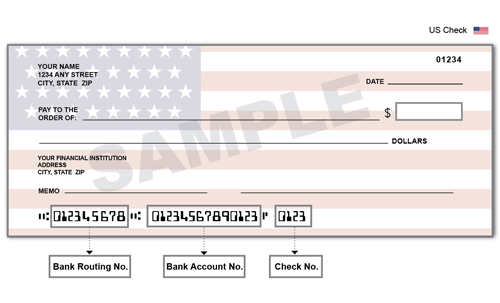 US Check
01234
YOUR NAME
1234 ANY STREET
CITY, STATE ZIP
DATE
PAY TO THE
ORDER OF:
$
SAMPLE
DOLLARS
YOUR FINANCIAL INSTITUTION
ADDRESS
CITY, STATE ZIP
MEMO
⑆012345678⑆ 01234567890123⑈ 0123
Bank Routing No. Bank Account No. Check No.